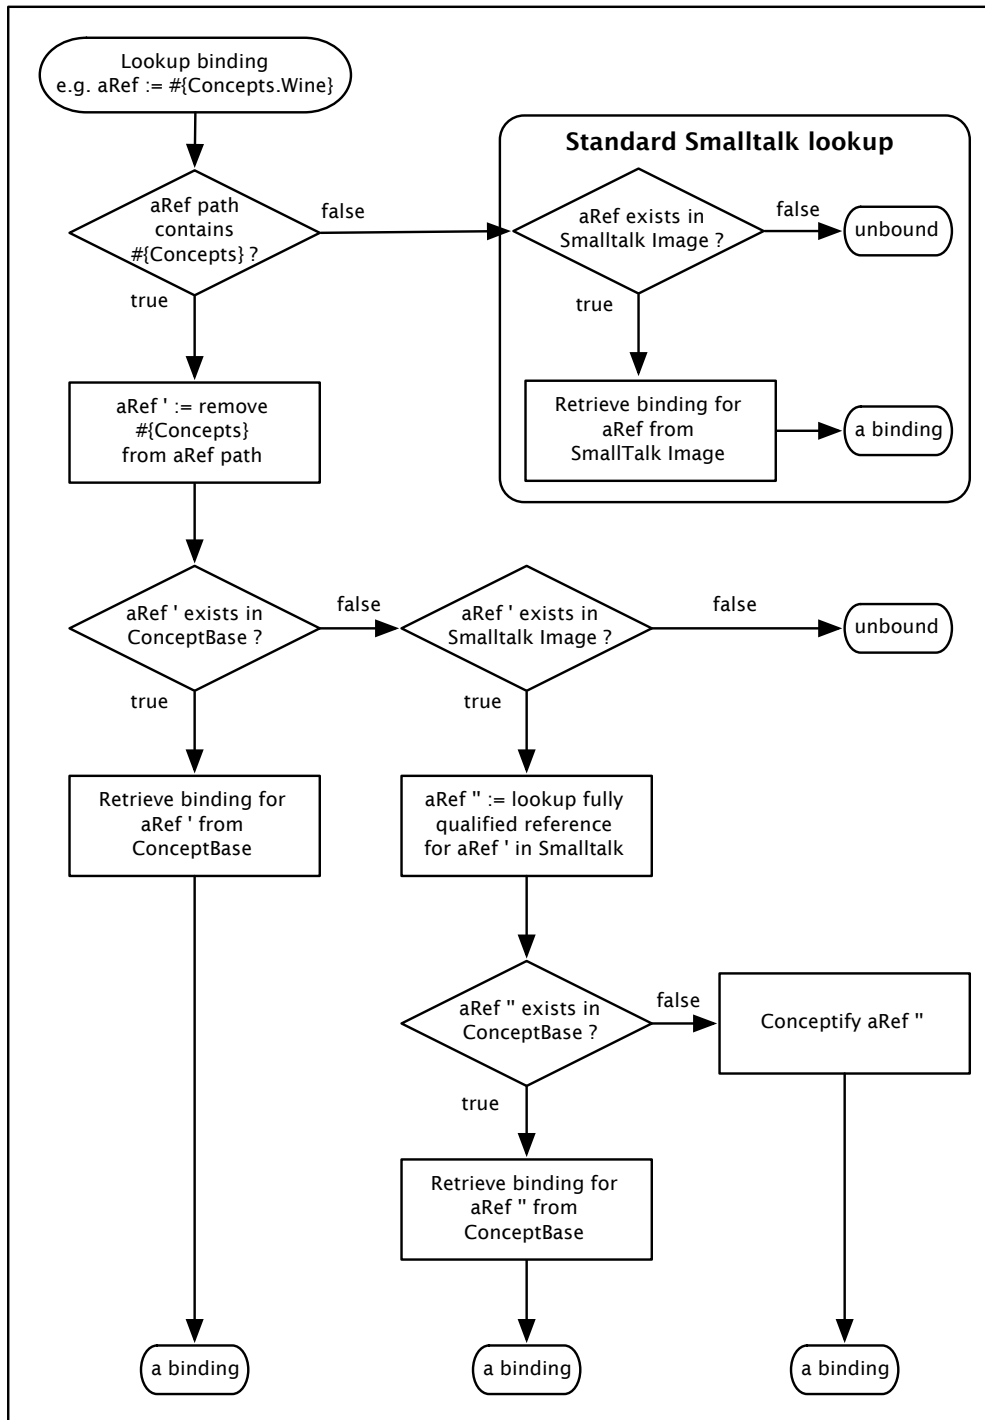 Lookup binding
e.g. aRef := #{Concepts.Wine}
Standard Smalltalk lookup
aRef path
contains
#{Concepts} ?
false
true
aRef exists in
Smalltalk Image ?
false
unbound
true
Retrieve binding for
aRef from
SmallTalk Image
a binding
aRef ' := remove
#{Concepts}
from aRef path
aRef ' exists in
ConceptBase ?
false
true
aRef ' exists in
Smalltalk Image ?
false
unbound
true
Retrieve binding for
aRef ' from
ConceptBase
aRef " := lookup fully
qualified reference
for aRef ' in Smalltalk
aRef " exists in
ConceptBase ?
false
Conceptify aRef "
true
Retrieve binding for
aRef " from
ConceptBase
a binding
a binding
a binding